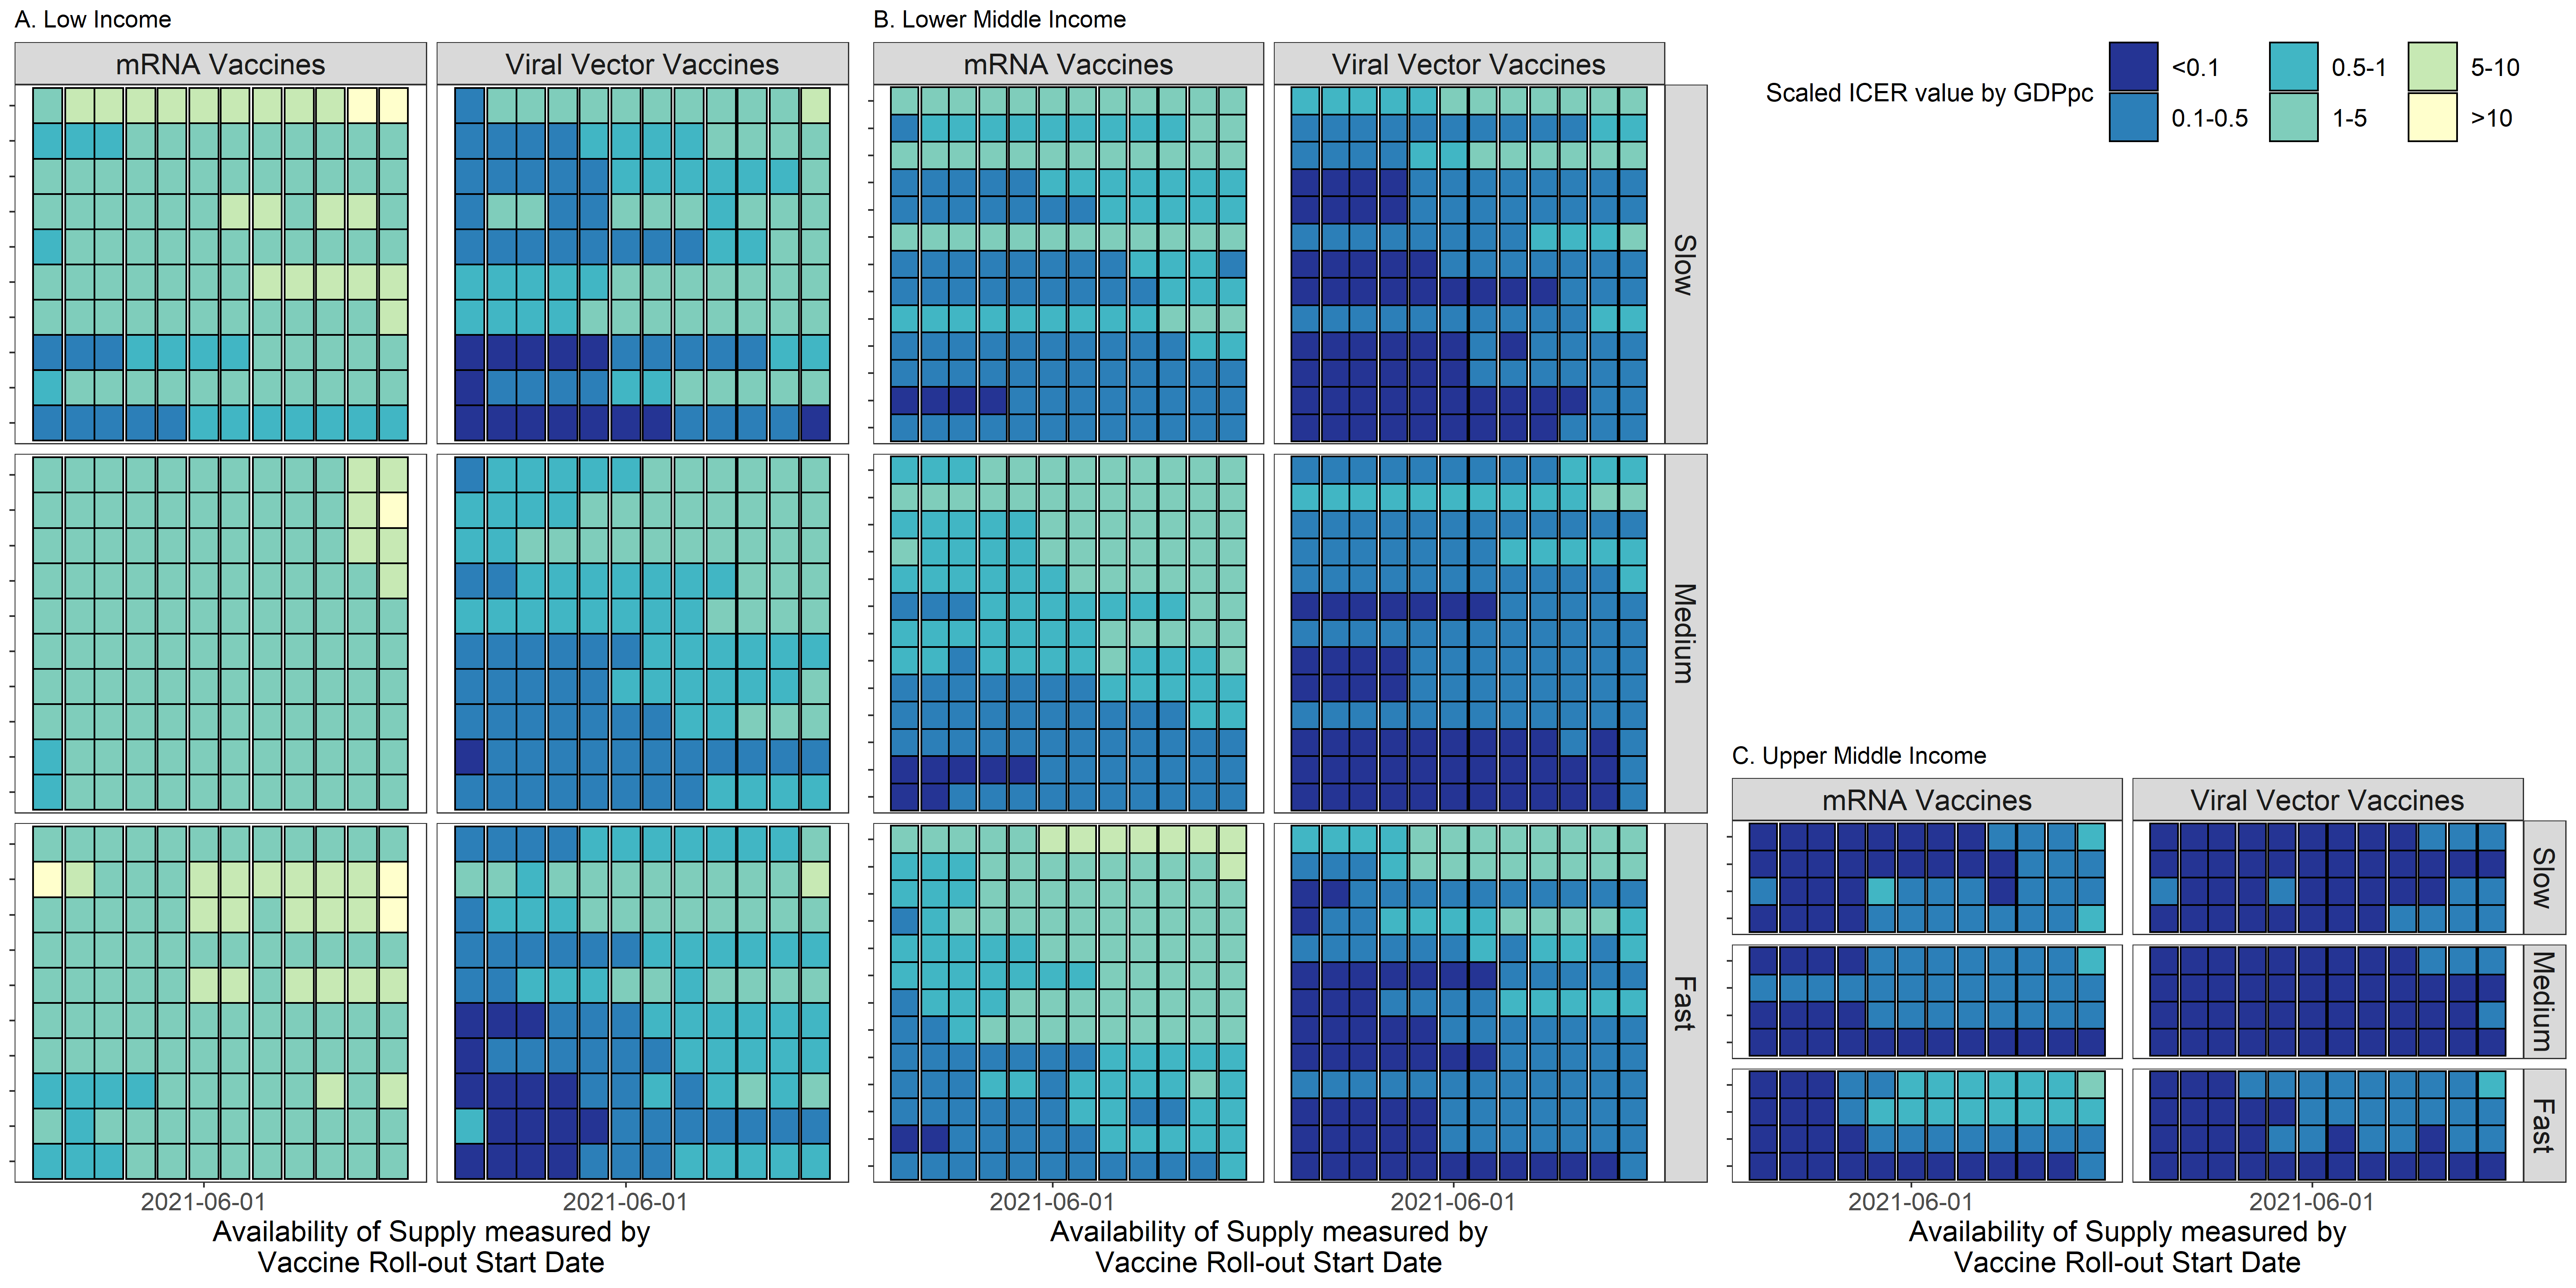 A. Low Income
mRNA Vaccines
Viral Vector Vaccines
2021-06-01
2021-06-01
Availability of Supply measured by
Vaccine Roll-out Start Date
B. Lower Middle Income
mRNA Vaccines
Viral Vector Vaccines
Slow
Medium
Fast
2021-06-01
2021-06-01
Availability of Supply measured by
Vaccine Roll-out Start Date
Scaled ICER value by GDPpc
<0.1
0.1-0.5
0.5-1
1-5
5-10
>10
C. Upper Middle Income
mRNA Vaccines
Viral Vector Vaccines
Slow
Medium
Fast
2021-06-01
2021-06-01
Availability of Supply measured by
Vaccine Roll-out Start Date